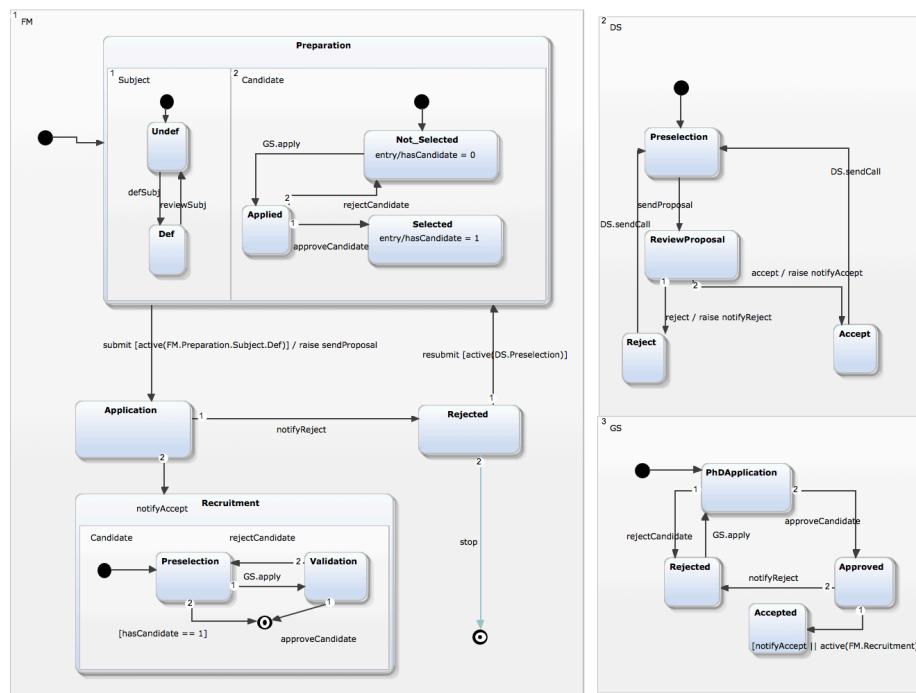 1
FM
Preparation
1
Subject
Undef
defSubj
reviewSubj
Def
2
Candidate
Not_Selected
entry/hasCandidate = 0
GS.apply
2
rejectCandidate
Applied
1
Selected
entry/hasCandidate = 1
approveCandidate
submit [active(FM.Preparation.Subject.Def)] / raise sendProposal
resubmit [active(DS.Preselection)]
1
Application
1
notifyReject
Rejected
2
notifyAccept
2
stop
Recruitment
Candidate
rejectCandidate
Preselection
2
Validation
1
GS.apply
2
1
[hasCandidate == 1]
approveCandidate
2
DS
Preselection
DS.sendCall
sendProposal
DS.sendCall
ReviewProposal
accept / raise notifyAccept
1
2
reject / raise notifyReject
Reject
Accept
3
GS
PhDApplication
1
2
rejectCandidate
GS.apply
approveCandidate
Rejected
notifyReject
Approved
2
1
Accepted
[notifyAccept || active(FM.Recruitment)